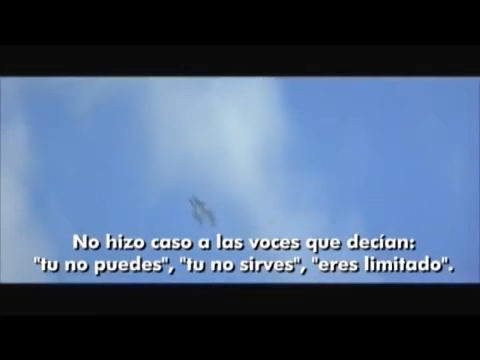 No hizo caso a las voces que decían:
"tu no puedes", "tu no sirves", "eres limitado".